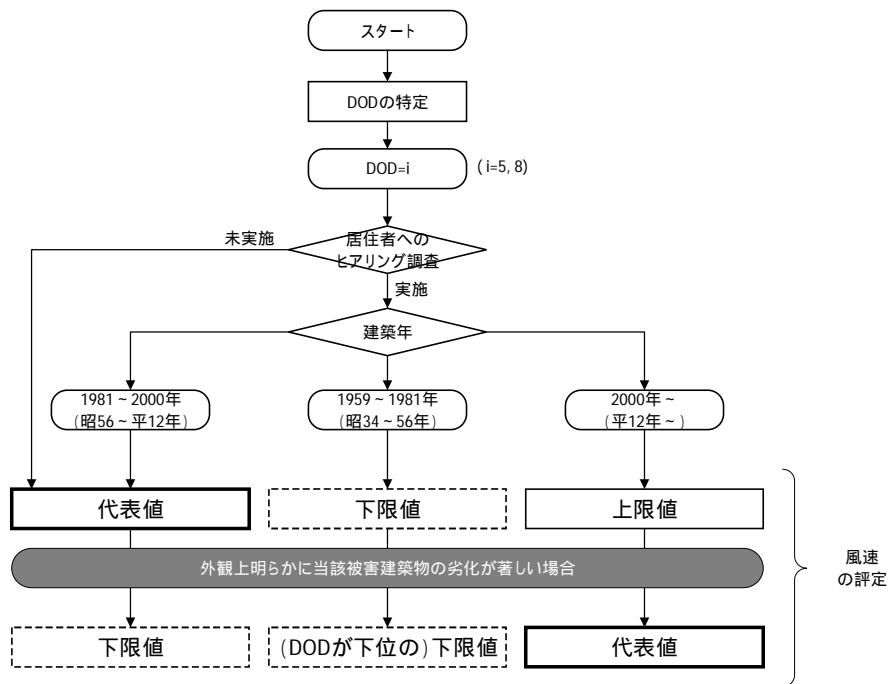 スタート
DODの特定
DOD=i
( i=5, 8)
居住者への
ヒアリング調査
未実施
実施
建築年
1981～2000年
(昭56～平12年)
1959～1981年
(昭34～56年)
2000年～
(平12年～)
代表値
下限値
上限値
外観上明らかに当該被害建築物の劣化が著しい場合
風速
の評定
下限値
(DODが下位の)下限値
代表値